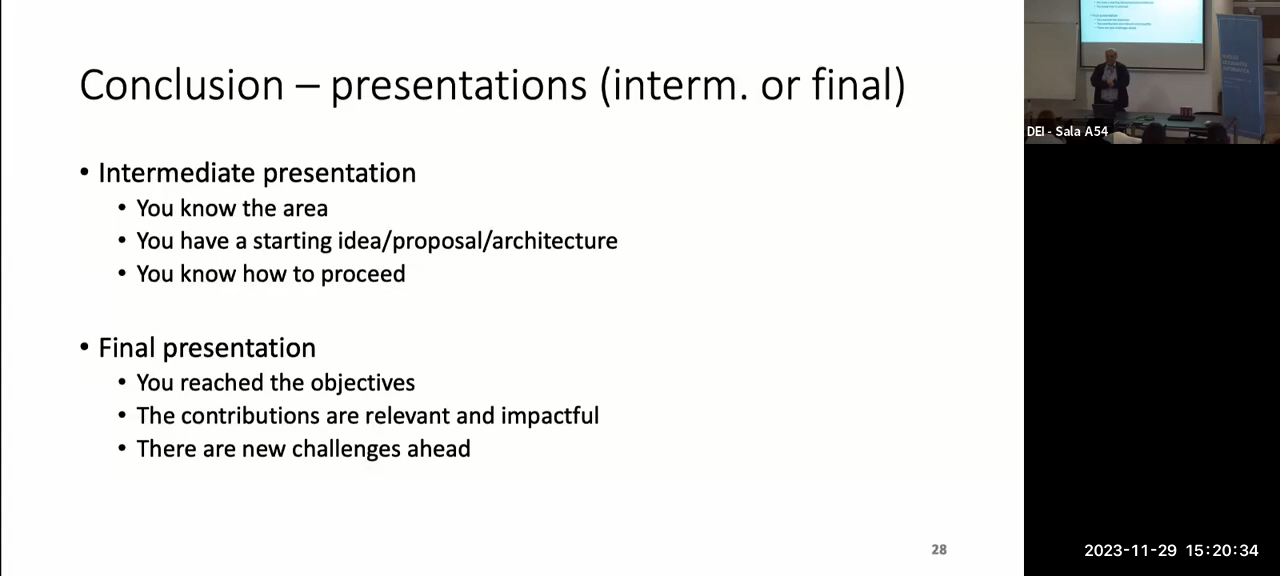 Conclusion – presentations (interm. or final)
• Intermediate presentation
• You know the area
• You have a starting idea/proposal/architecture
• You know how to proceed
• Final presentation
• You reached the objectives
• The contributions are relevant and impactful
• There are new challenges ahead
28
DEI - Sala A54
2023-11-29 15:20:34